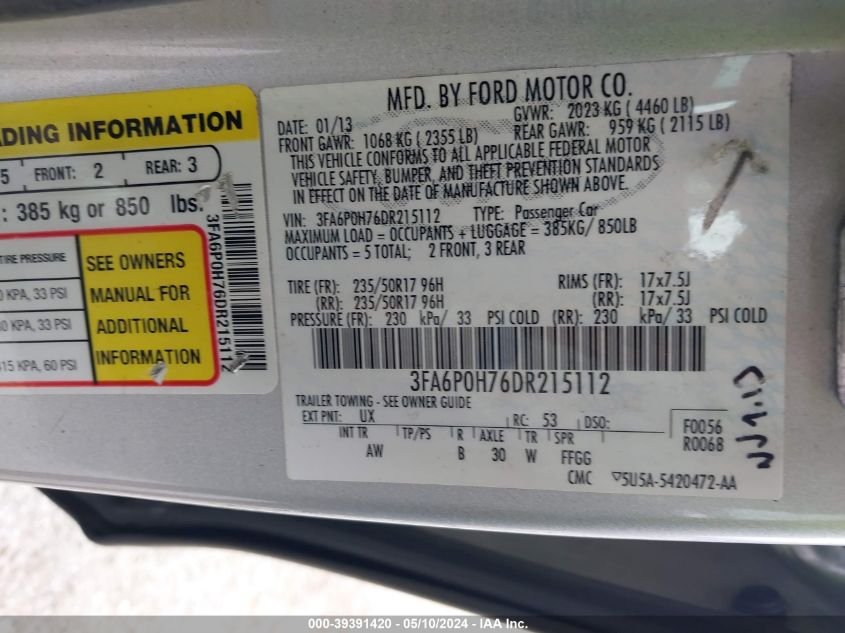 ADING INFORMATION
5 FRONT: 2 REAR: 3
: 385 kg or 850 lbs.
TIRE PRESSURE
SEE OWNERS
MANUAL FOR
ADDITIONAL
INFORMATION
KPA, 33 PSI
KPA, 33 PSI
KPA, 60 PSI
3FA6P0H76DR215112
MFD. BY FORD MOTOR CO.
DATE: 01/13 GVWR: 2023 KG ( 4460 LB)
FRONT GAWR: 1068 KG ( 2355 LB) REAR GAWR: 959 KG ( 2115 LB)
THIS VEHICLE CONFORMS TO ALL APPLICABLE FEDERAL MOTOR
VEHICLE SAFETY, BUMPER, AND THEFT PREVENTION STANDARDS
IN EFFECT ON THE DATE OF MANUFACTURE SHOWN ABOVE.
VIN: 3FA6P0H76DR215112 TYPE: Passenger Car
MAXIMUM LOAD = OCCUPANTS + LUGGAGE = 385KG/ 850LB
OCCUPANTS = 5 TOTAL; 2 FRONT, 3 REAR
TIRE (FR): 235/50R17 96H RIMS (FR): 17x7.5J
(RR): 235/50R17 96H (RR): 17x7.5J
PRESSURE (FR): 230 kPa/ 33 PSI COLD (RR): 230 kPa/ 33 PSI COLD
3FA6P0H76DR215112
TRAILER TOWING - SEE OWNER GUIDE
EXT PNT: UX RC: 53 DSO:
F0056
R0068
INT TR TP/PS R AXLE TR SPR
AW B 30 W FFGG
CMC 5U5A-5420472-AA
000-39391420 - 05/10/2024 - IAA Inc.